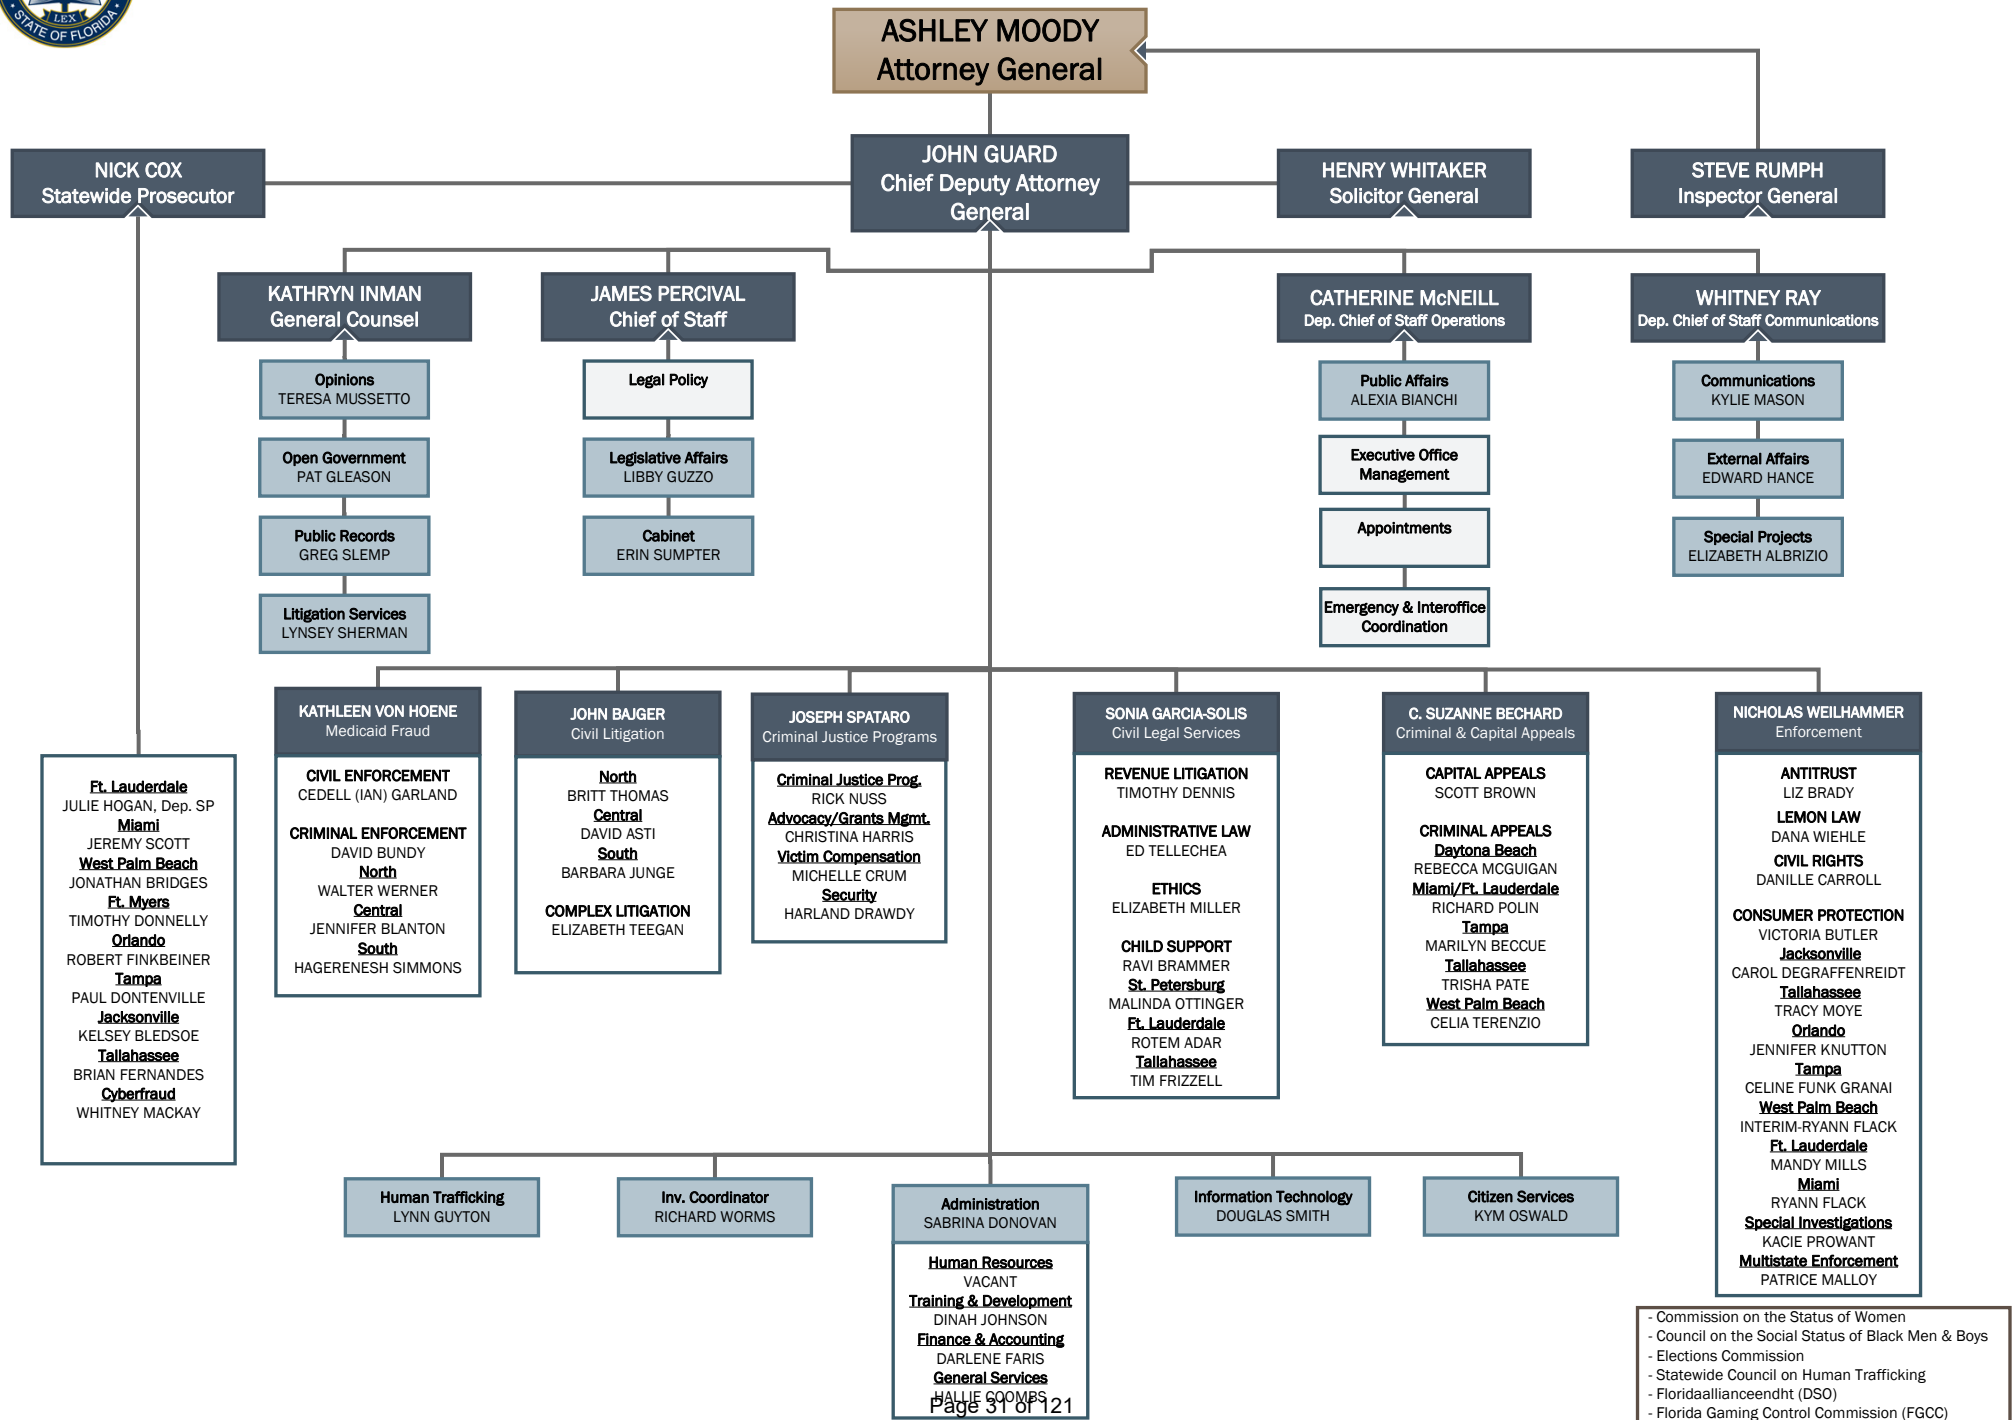 LEX
STATE OF FLORIDA
ASHLEY MOODY
Attorney General
NICK COX
Statewide Prosecutor
JOHN GUARD
Chief Deputy Attorney
General
HENRY WHITAKER
Solicitor General
STEVE RUMPH
Inspector General
KATHRYN INMAN
General Counsel
JAMES PERCIVAL
Chief of Staff
CATHERINE McNEILL
Dep. Chief of Staff Operations
WHITNEY RAY
Dep. Chief of Staff Communications
Opinions
TERESA MUSSETTO
Open Government
PAT GLEASON
Public Records
GREG SLEMP
Litigation Services
LYNSEY SHERMAN
Legal Policy
Legislative Affairs
LIBBY GUZZO
Cabinet
ERIN SUMPTER
Public Affairs
ALEXIA BIANCHI
Executive Office
Management
Appointments
Emergency & Interoffice
Coordination
Communications
KYLIE MASON
External Affairs
EDWARD HANCE
Special Projects
ELIZABETH ALBRIZIO
Ft. Lauderdale
JULIE HOGAN, Dep. SP
Miami
JEREMY SCOTT
West Palm Beach
JONATHAN BRIDGES
Ft. Myers
TIMOTHY DONNELLY
Orlando
ROBERT FINKBEINER
Tampa
PAUL DONTENVILLE
Jacksonville
KELSEY BLEDSOE
Tallahassee
BRIAN FERNANDES
Cyberfraud
WHITNEY MACKAY
KATHLEEN VON HOENE
Medicaid Fraud
CIVIL ENFORCEMENT
CEDELL (IAN) GARLAND
CRIMINAL ENFORCEMENT
DAVID BUNDY
North
WALTER WERNER
Central
JENNIFER BLANTON
South
HAGERENESH SIMMONS
JOHN BAJGER
Civil Litigation
North
BRITT THOMAS
Central
DAVID ASTI
South
BARBARA JUNGE
COMPLEX LITIGATION
ELIZABETH TEEGAN
JOSEPH SPATARO
Criminal Justice Programs
Criminal Justice Prog.
RICK NUSS
Advocacy/Grants Mgmt.
CHRISTINA HARRIS
Victim Compensation
MICHELLE CRUM
Security
HARLAND DRAWDY
SONIA GARCIA-SOLIS
Civil Legal Services
REVENUE LITIGATION
TIMOTHY DENNIS
ADMINISTRATIVE LAW
ED TELLECHEA
ETHICS
ELIZABETH MILLER
CHILD SUPPORT
RAVI BRAMMER
St. Petersburg
MALINDA OTTINGER
Ft. Lauderdale
ROTEM ADAR
Tallahassee
TIM FRIZZELL
C. SUZANNE BECHARD
Criminal & Capital Appeals
CAPITAL APPEALS
SCOTT BROWN
CRIMINAL APPEALS
Daytona Beach
REBECCA MCGUIGAN
Miami/Ft. Lauderdale
RICHARD POLIN
Tampa
MARILYN BECCUE
Tallahassee
TRISHA PATE
West Palm Beach
CELIA TERENZIO
NICHOLAS WEILHAMMER
Enforcement
ANTITRUST
LIZ BRADY
LEMON LAW
DANA WIEHLE
CIVIL RIGHTS
DANILLE CARROLL
CONSUMER PROTECTION
VICTORIA BUTLER
Jacksonville
CAROL DEGRAFFENREIDT
Tallahassee
TRACY MOYE
Orlando
JENNIFER KNUTTON
Tampa
CELINE FUNK GRANAI
West Palm Beach
INTERIM-RYANN FLACK
Ft. Lauderdale
MANDY MILLS
Miami
RYANN FLACK
Special Investigations
KACIE PROWANT
Multistate Enforcement
PATRICE MALLOY
Human Trafficking
LYNN GUYTON
Inv. Coordinator
RICHARD WORMS
Administration
SABRINA DONOVAN
Human Resources
VACANT
Training & Development
DINAH JOHNSON
Finance & Accounting
DARLENE FARIS
General Services
HALLIE COOMBS
Information Technology
DOUGLAS SMITH
Citizen Services
KYM OSWALD
- Commission on the Status of Women
- Council on the Social Status of Black Men & Boys
- Elections Commission
- Statewide Council on Human Trafficking
- Floridaallianceendht (DSO)
- Florida Gaming Control Commission (FGCC)
Page 31 of 121